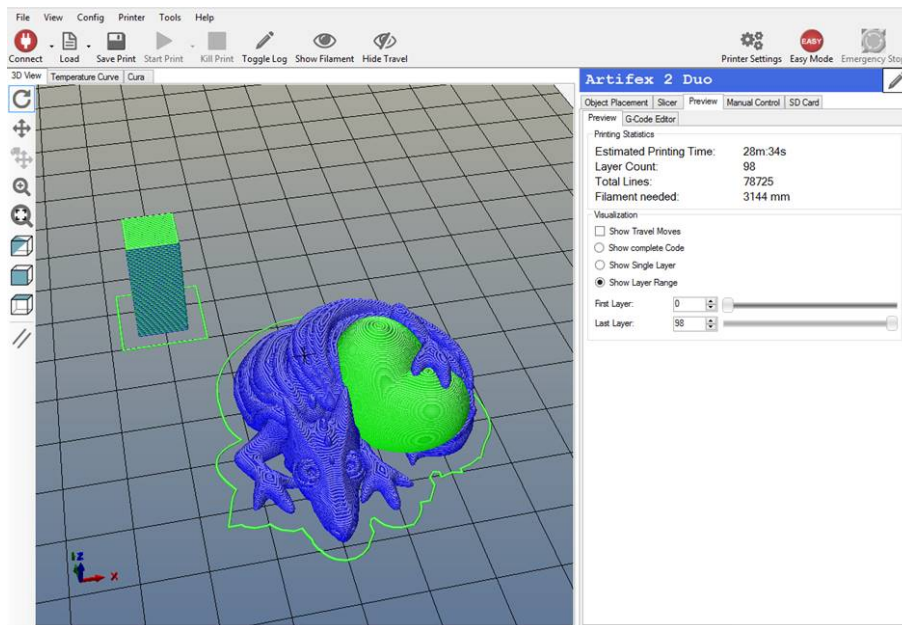 File View Config Printer Tools Help
Connect Load Save Print Start Print Kill Print Toggle Log Show Filament Hide Travel Printer Settings Easy Mode Emergency Stop
EASY
3D View Temperature Curve Cura
Artifex 2 Duo
Object Placement Slicer Preview Manual Control SD Card
Preview G-Code Editor
Printing Statistics
Estimated Printing Time: 28m:34s
Layer Count: 98
Total Lines: 78725
Filament needed: 3144 mm
Visualization
Show Travel Moves
Show complete Code
Show Single Layer
Show Layer Range
First Layer: 0
Last Layer: 98
Z
X